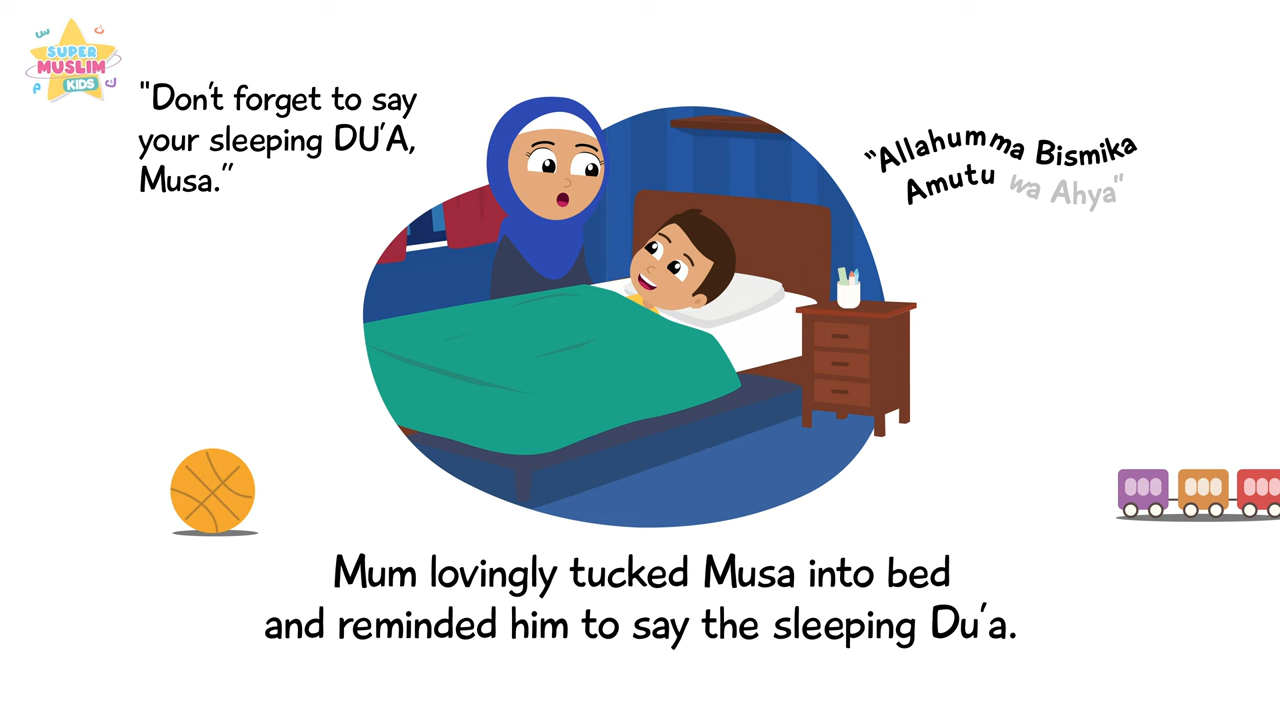 SUPER
MUSLIM
KIDS
س
ت
م
ك
"Don't forget to say
your sleeping DU'A,
Musa."
"Allahumma Bismika
Amutu wa Ahya"
Mum lovingly tucked Musa into bed
and reminded him to say the sleeping Du'a.